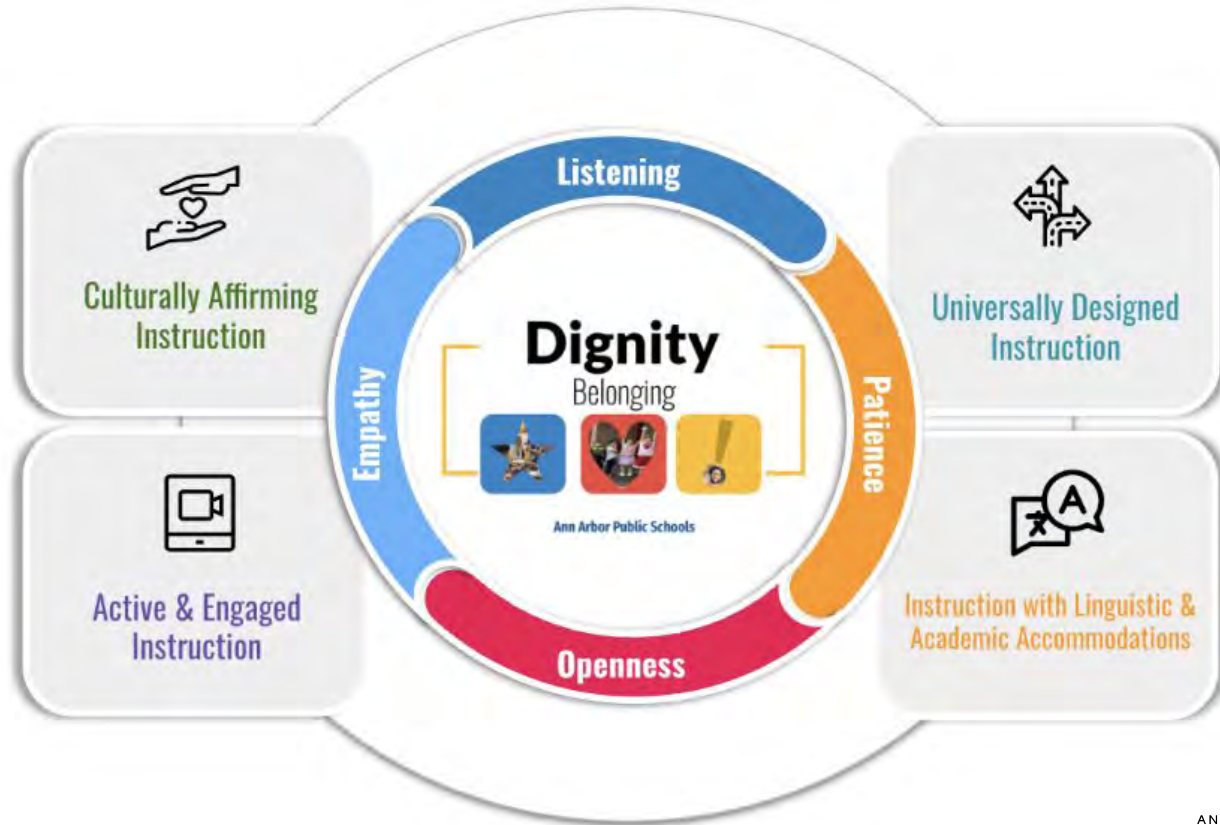 Listening
Culturally Affirming
Instruction
Universally Designed
Instruction
Dignity
Belonging
Empathy
Patience
Ann Arbor Public Schools
Active & Engaged
Instruction
Instruction with Linguistic &
Academic Accommodations
Openness
AN